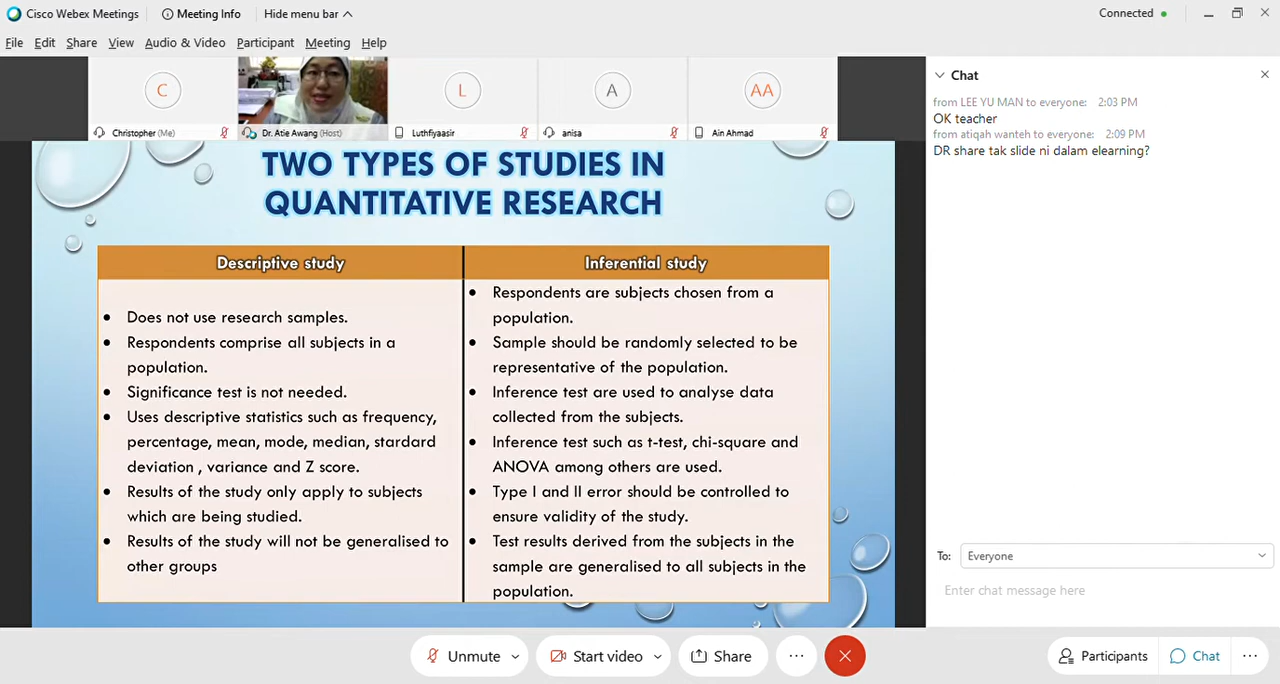 Cisco Webex Meetings
Meeting Info
Hide menu bar
Connected
File Edit Share View Audio & Video Participant Meeting Help
C
L
A
AA
Christopher (Me)
Dr. Atie Awang (Host)
Luthfiyaasir
anisa
Ain Ahmad
TWO TYPES OF STUDIES IN
QUANTITATIVE RESEARCH
Descriptive study
• Does not use research samples.
• Respondents comprise all subjects in a
population.
• Significance test is not needed.
• Uses descriptive statistics such as frequency,
percentage, mean, mode, median, stardard
deviation , variance and Z score.
• Results of the study only apply to subjects
which are being studied.
• Results of the study will not be generalised to
other groups
Inferential study
• Respondents are subjects chosen from a
population.
• Sample should be randomly selected to be
representative of the population.
• Inference test are used to analyse data
collected from the subjects.
• Inference test such as t-test, chi-square and
ANOVA among others are used.
• Type I and II error should be controlled to
ensure validity of the study.
• Test results derived from the subjects in the
sample are generalised to all subjects in the
population.
Chat
from LEE YU MAN to everyone: 2:03 PM
OK teacher
from atiqah wanteh to everyone: 2:09 PM
DR share tak slide ni dalam elearning?
To: Everyone
Enter chat message here
Unmute
Start video
Share
Participants
Chat